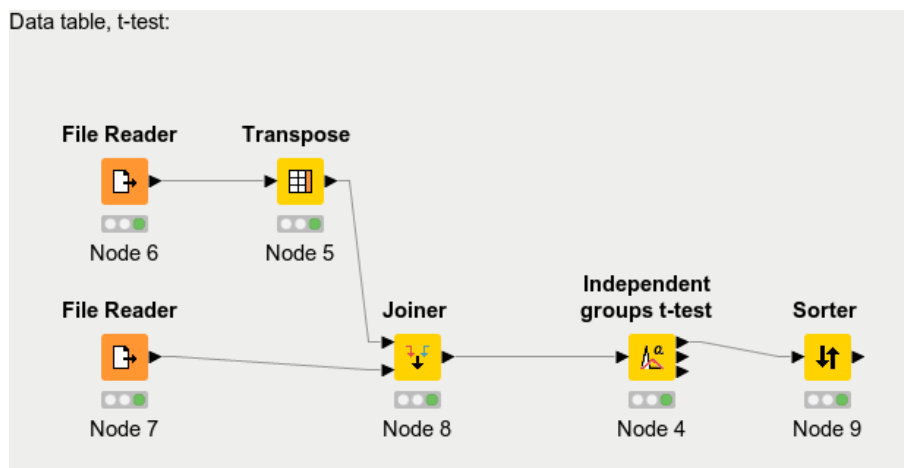 Data table, t-test:
File Reader
Transpose
Node 6
Node 5
File Reader
Joiner
Independent
groups t-test
Sorter
a
Node 7
Node 8
Node 4
Node 9